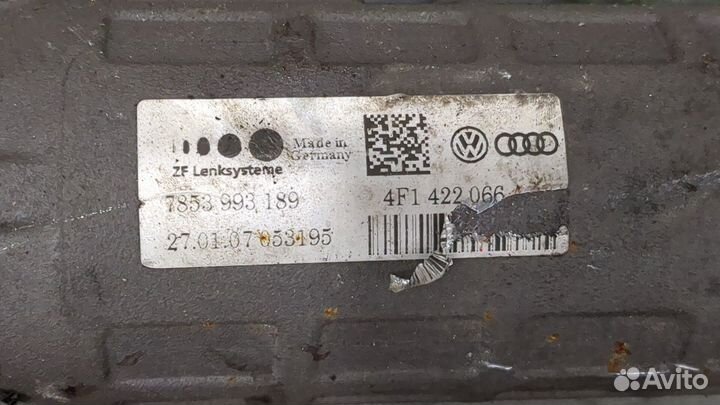 Made in
Germany
ZF Lenksysteme
7853 993 189
4F1 422 066
27.01.07 053195
Avito